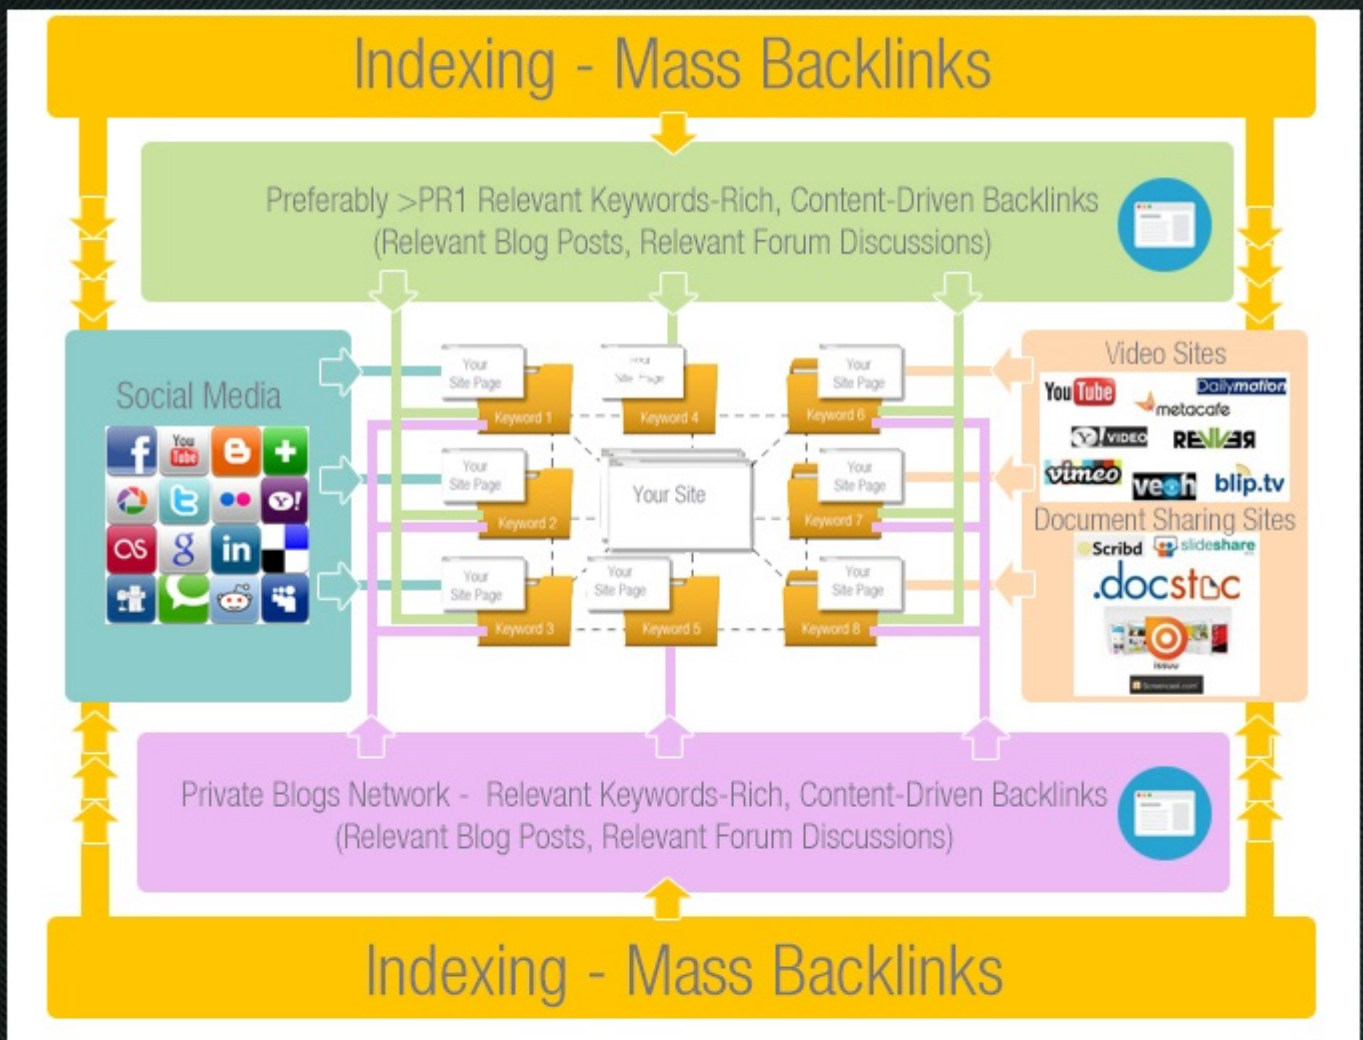 Indexing - Mass Backlinks
Preferably >PR1 Relevant Keywords-Rich, Content-Driven Backlinks
(Relevant Blog Posts, Relevant Forum Discussions)
Social Media
f
You
Tube
Y!
g
in
Your
Site Page
Keyword 1
Your
Site Page
Keyword 2
Your
Site Page
Keyword 3
Site Page
Keyword 4
Your Site
Your
Site Page
Keyword 5
Your
Site Page
Keyword 6
Your
Site Page
Keyword 7
Your
Site Page
Keyword 8
Video Sites
YouTube
Dailymotion
metacafe
Y! VIDEO
REVVER
vimeo
veoh
blip.tv
Document Sharing Sites
Scribd
slideshare
.docstoc
issuu
Screencast.com
Private Blogs Network - Relevant Keywords-Rich, Content-Driven Backlinks
(Relevant Blog Posts, Relevant Forum Discussions)
Indexing - Mass Backlinks